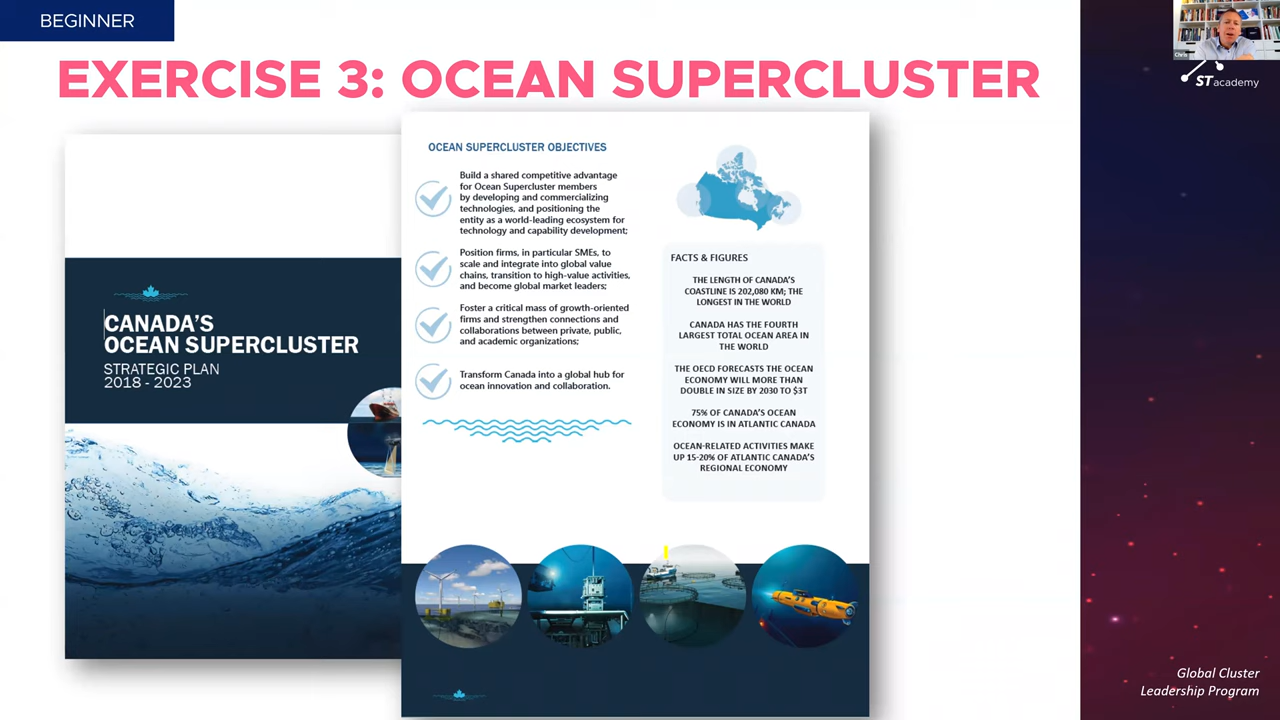 BEGINNER
EXERCISE 3: OCEAN SUPERCLUSTER
CANADA'S
OCEAN SUPERCLUSTER
STRATEGIC PLAN
2018 - 2023
OCEAN SUPERCLUSTER OBJECTIVES
Build a shared competitive advantage
for Ocean Supercluster members
by developing and commercializing
technologies, and positioning the
entity as a world-leading ecosystem for
technology and capability development;
Position firms, in particular SMEs, to
scale and integrate into global value
chains, transition to high-value activities,
and become global market leaders;
Foster a critical mass of growth-oriented
firms and strengthen connections and
collaborations between private, public,
and academic organizations;
Transform Canada into a global hub for
ocean innovation and collaboration.
FACTS & FIGURES
THE LENGTH OF CANADA'S
COASTLINE IS 202,080 KM; THE
LONGEST IN THE WORLD
CANADA HAS THE FOURTH
LARGEST TOTAL OCEAN AREA IN
THE WORLD
THE OECD FORECASTS THE OCEAN
ECONOMY WILL MORE THAN
DOUBLE IN SIZE BY 2030 TO $3T
75% OF CANADA'S OCEAN
ECONOMY IS IN ATLANTIC CANADA
OCEAN-RELATED ACTIVITIES MAKE
UP 15-20% OF ATLANTIC CANADA'S
REGIONAL ECONOMY
ST academy
Global Cluster
Leadership Program